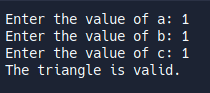 Enter the value of a: 1
Enter the value of b: 1
Enter the value of c: 1
The triangle is valid.